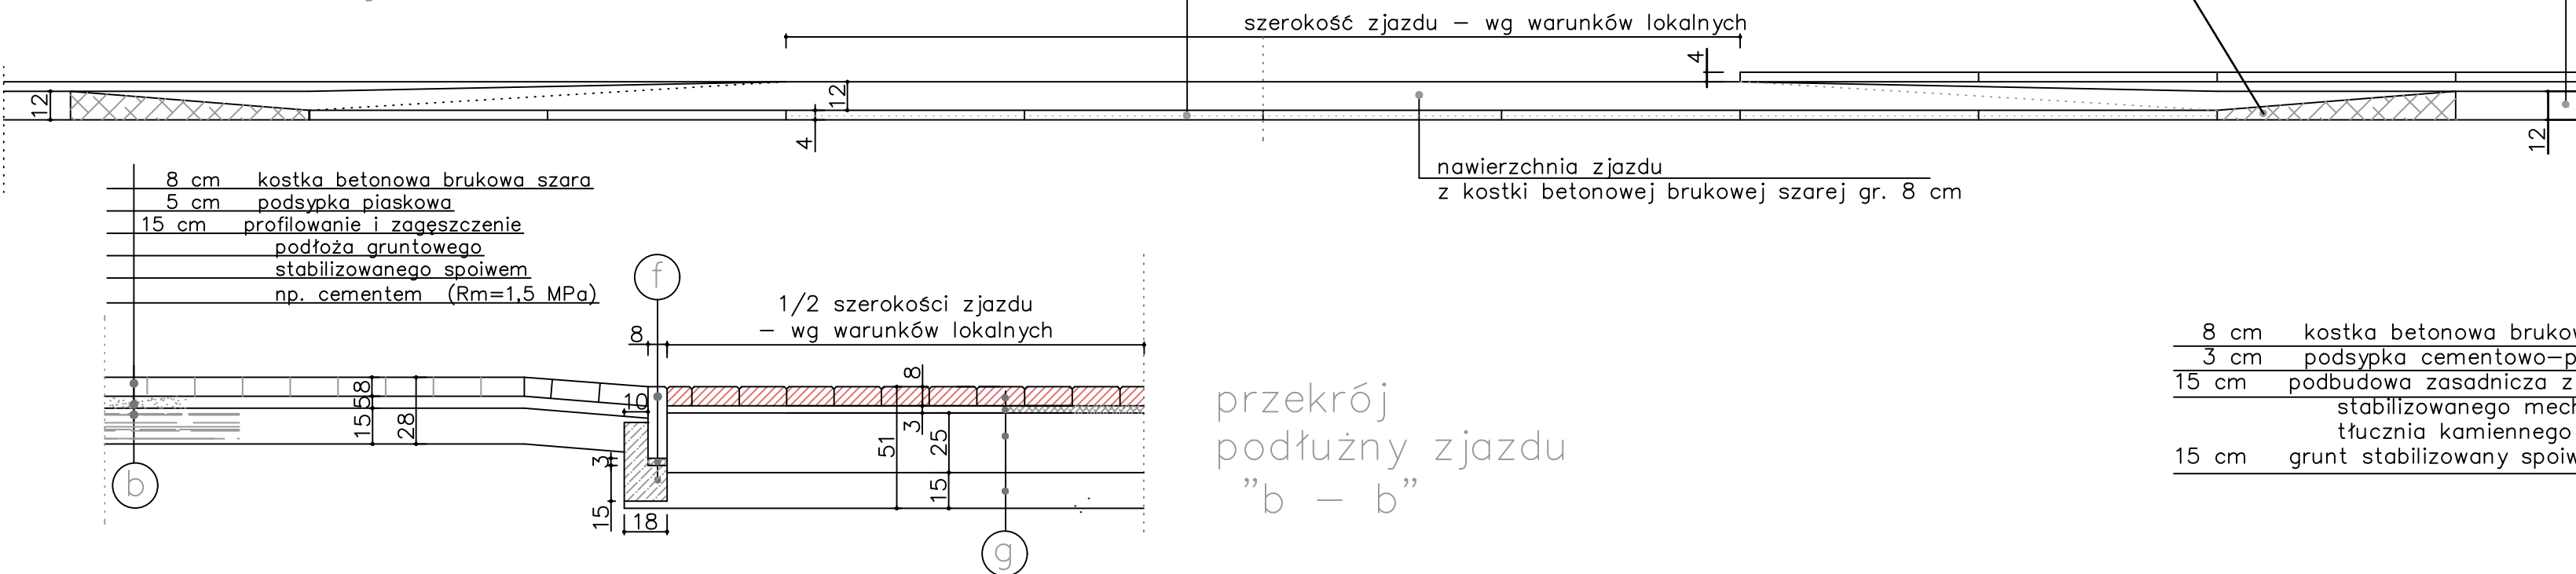 szerokość zjazdu – wg warunków lokalnych
4
12
12
4
12
nawierzchnia zjazdu
z kostki betonowej brukowej szarej gr. 8 cm
8 cm kostka betonowa brukowa szara
5 cm podsypka piaskowa
15 cm profilowanie i zagęszczenie
podłoża gruntowego
stabilizowanego spoiwem
np. cementem (Rm=1,5 MPa)
f
1/2 szerokości zjazdu
– wg warunków lokalnych
8
8
8
5
15
28
10
3
51
25
15
3
15
18
b
g
przekrój
podłużny zjazdu
"b – b"
8 cm kostka betonowa
3 cm podsypka
15 cm podbudowa zasadnicza z
stabilizowanego
tłucznia kamiennego
15 cm grunt stabilizowany